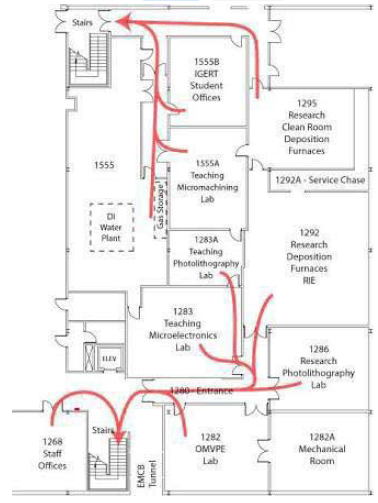 Stairs
1555B
IGERT
Student
Offices
1295
Research
Clean Room
Deposition
Furnaces
1555
1555A
Teaching
Micromachining
Lab
1292A - Service Chase
Gas Storage
DI
Water
Plant
1283A
Teaching
Photolithography
Lab
1292
Research
Deposition
Furnaces
RIE
1283
Teaching
Microelectronics
Lab
ELEV
1286
Research
Photolithography
Lab
1280 - Entrance
1268
Staff
Offices
Stairs
EMCB
Tunnel
1282
OMVPE
Lab
1282A
Mechanical
Room